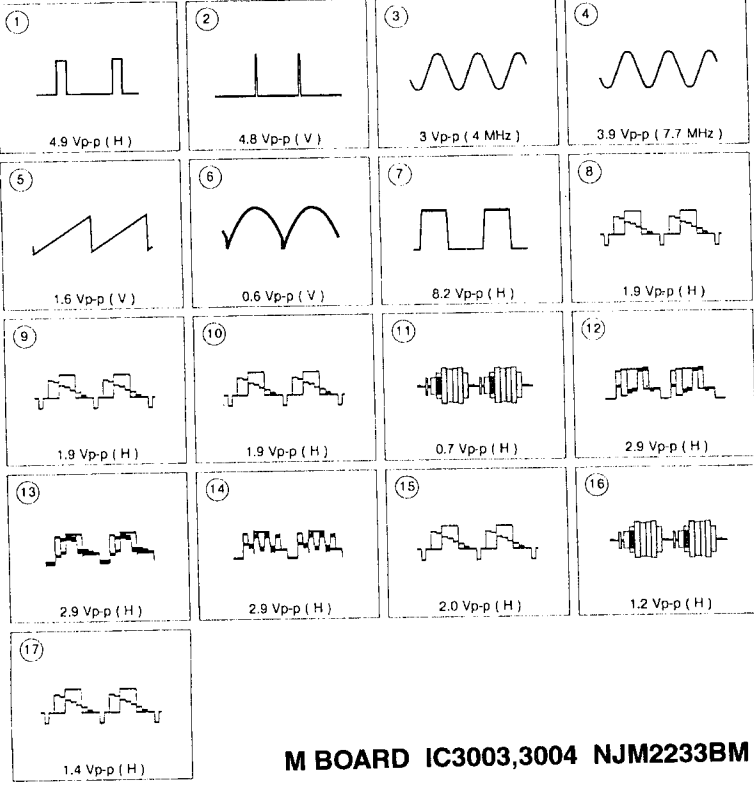 1 2 3 4
4.9 Vp-p ( H ) 4.8 Vp-p ( V ) 3 Vp-p ( 4 MHz ) 3.9 Vp-p ( 7.7 MHz )
5 6 7 8
1.6 Vp-p ( V ) 0.6 Vp-p ( V ) 8.2 Vp-p ( H ) 1.9 Vp-p ( H )
9 10 11 12
1.9 Vp-p ( H ) 1.9 Vp-p ( H ) 0.7 Vp-p ( H ) 2.9 Vp-p ( H )
13 14 15 16
2.9 Vp-p ( H ) 2.9 Vp-p ( H ) 2.0 Vp-p ( H ) 1.2 Vp-p ( H )
17
1.4 Vp-p ( H )
M BOARD IC3003,3004 NJM2233BM